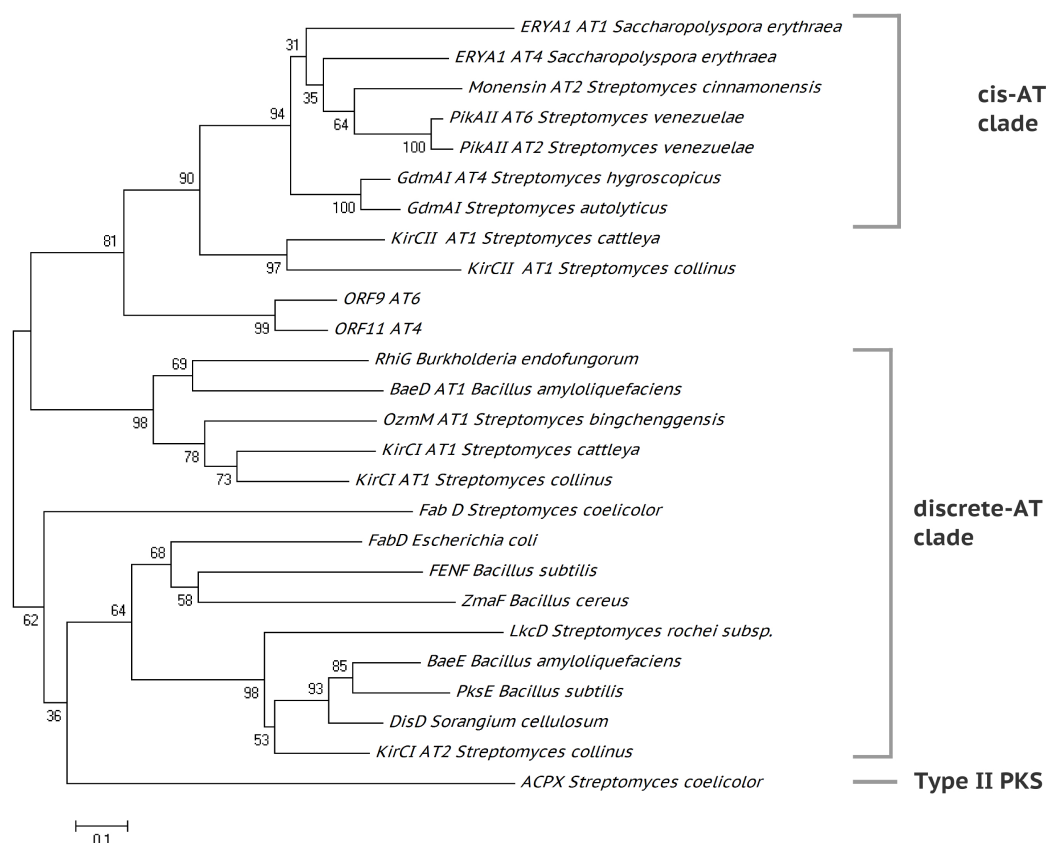 ERYA1 AT1 Saccharopolyspora erythraea
31
ERYA1 AT4 Saccharopolyspora erythraea
Monensin AT2 Streptomyces cinnamonensis
35
cis-AT
clade
94
PikAII AT6 Streptomyces venezuelae
64
PikAII AT2 Streptomyces venezuelae
100
90
GdmAI AT4 Streptomyces hygroscopicus
100
GdmAI Streptomyces autolyticus
81
KirCII AT1 Streptomyces cattleya
97
KirCII AT1 Streptomyces collinus
ORF9 AT6
99
ORF11 AT4
69
RhiG Burkholderia endofungorum
BaeD AT1 Bacillus amyloliquefaciens
98
OzmM AT1 Streptomyces bingchenggensis
78
KirCI AT1 Streptomyces cattleya
73
KirCI AT1 Streptomyces collinus
Fab D Streptomyces coelicolor
discrete-AT
clade
68
FabD Escherichia coli
FENF Bacillus subtilis
58
ZmaF Bacillus cereus
64
62
LkcD Streptomyces rochei subsp.
85
BaeE Bacillus amyloliquefaciens
98
93
PksE Bacillus subtilis
36
DisD Sorangium cellulosum
53
KirCI AT2 Streptomyces collinus
ACPX Streptomyces coelicolor
Type II PKS
0.1